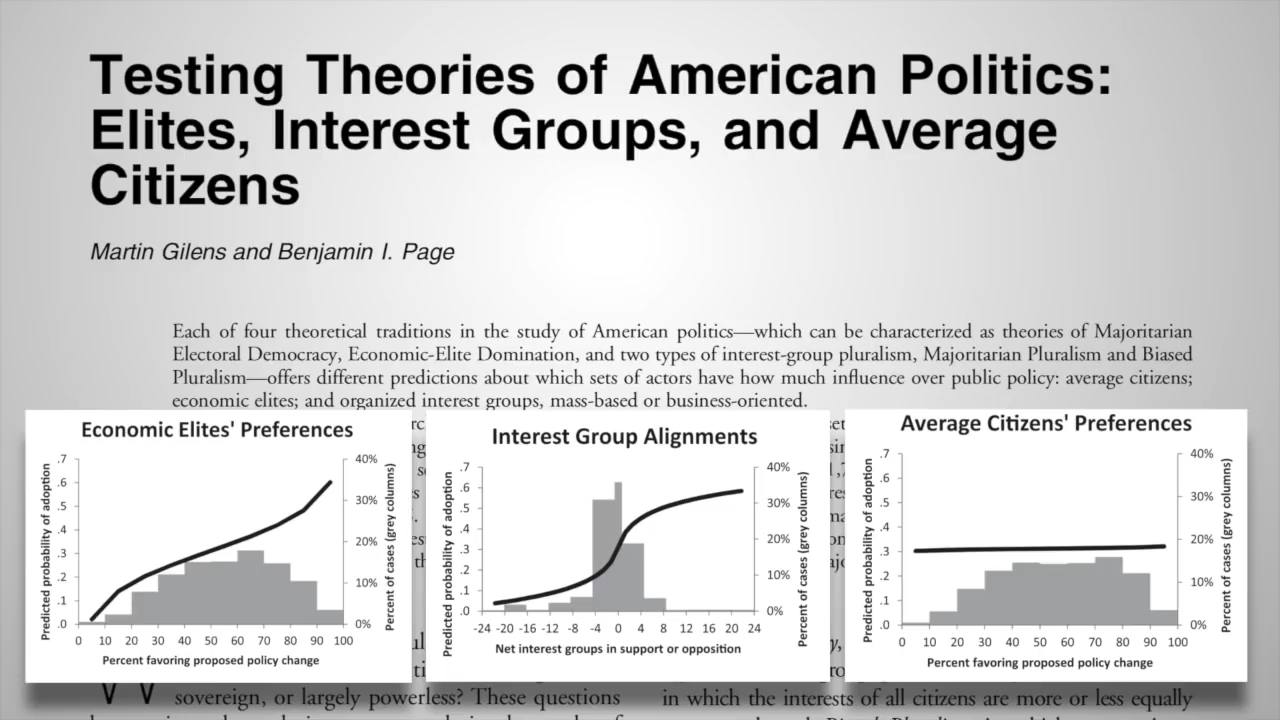 Testing Theories of American Politics:
Elites, Interest Groups, and Average
Citizens
Martin Gilens and Benjamin I. Page
Each of four theoretical traditions in the study of American politics—which can be characterized as theories of Majoritarian
Electoral Democracy, Economic-Elite Domination, and two types of interest-group pluralism, Majoritarian Pluralism and Biased
Pluralism—offers different predictions about which sets of actors have how much influence over public policy: average citizens;
economic elites; and organized interest groups, mass-based or business-oriented.
Economic Elites' Preferences
Predicted probability of adoption
.7
.6
.5
.4
.3
.2
.1
.0
40%
30%
20%
10%
0%
Percent of cases (grey columns)
0 10 20 30 40 50 60 70 80 90 100
Percent favoring proposed policy change
Interest Group Alignments
Predicted probability of adoption
.7
.6
.5
.4
.3
.2
.1
.0
40%
30%
20%
10%
0%
Percent of cases (grey columns)
-24 -20 -16 -12 -8 -4 0 4 8 12 16 20 24
Net interest groups in support or opposition
Average Citizens' Preferences
Predicted probability of adoption
.7
.6
.5
.4
.3
.2
.1
.0
40%
30%
20%
10%
0%
Percent of cases (grey columns)
0 10 20 30 40 50 60 70 80 90 100
Percent favoring proposed policy change
sovereign, or largely powerless? These questions
in which the interests of all citizens are more or less equally